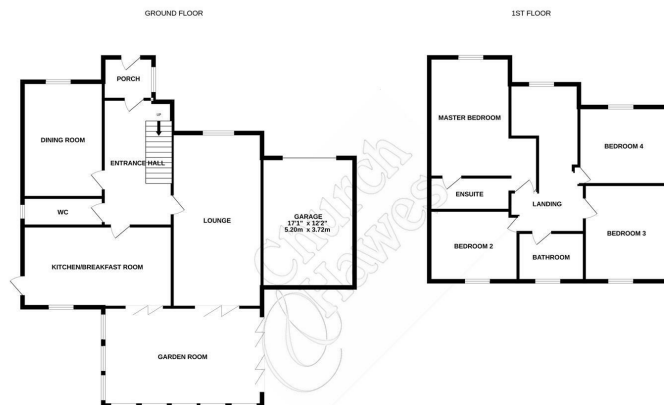 GROUND FLOOR
1ST FLOOR
PORCH
DINING ROOM
UP
ENTRANCE HALL
WC
LOUNGE
GARAGE
17'1" x 12'2"
5.20m x 3.72m
KITCHEN/BREAKFAST ROOM
GARDEN ROOM
MASTER BEDROOM
BEDROOM 4
ENSUITE
LANDING
BEDROOM 2
BEDROOM 3
BATHROOM
Church
& Hawes